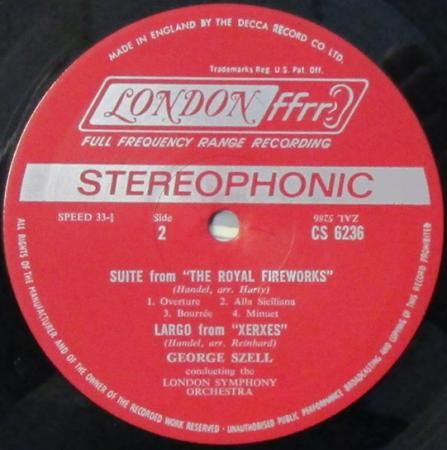 MADE IN ENGLAND BY THE DECCA RECORD CO LTD.
Trademarks Reg U.S. Pat. Off.
LONDON ffrr
FULL FREQUENCY RANGE RECORDING
STEREOPHONIC
SPEED 33-⅓
Side
2
ZAL 5286
CS 6236
SUITE from "THE ROYAL FIREWORKS"
(Handel, arr. Harty)
1. Overture 2. Alla Siciliana
3. Bourrée 4. Minuet
LARGO from "XERXES"
(Handel, arr. Reinhard)
GEORGE SZELL
conducting the
LONDON SYMPHONY
ORCHESTRA
ALL RIGHTS OF THE MANUFACTURER AND OF THE OWNER OF THE RECORDED WORK RESERVED · UNAUTHORISED PUBLIC PERFORMANCE BROADCASTING AND COPYING OF THIS RECORD PROHIBITED